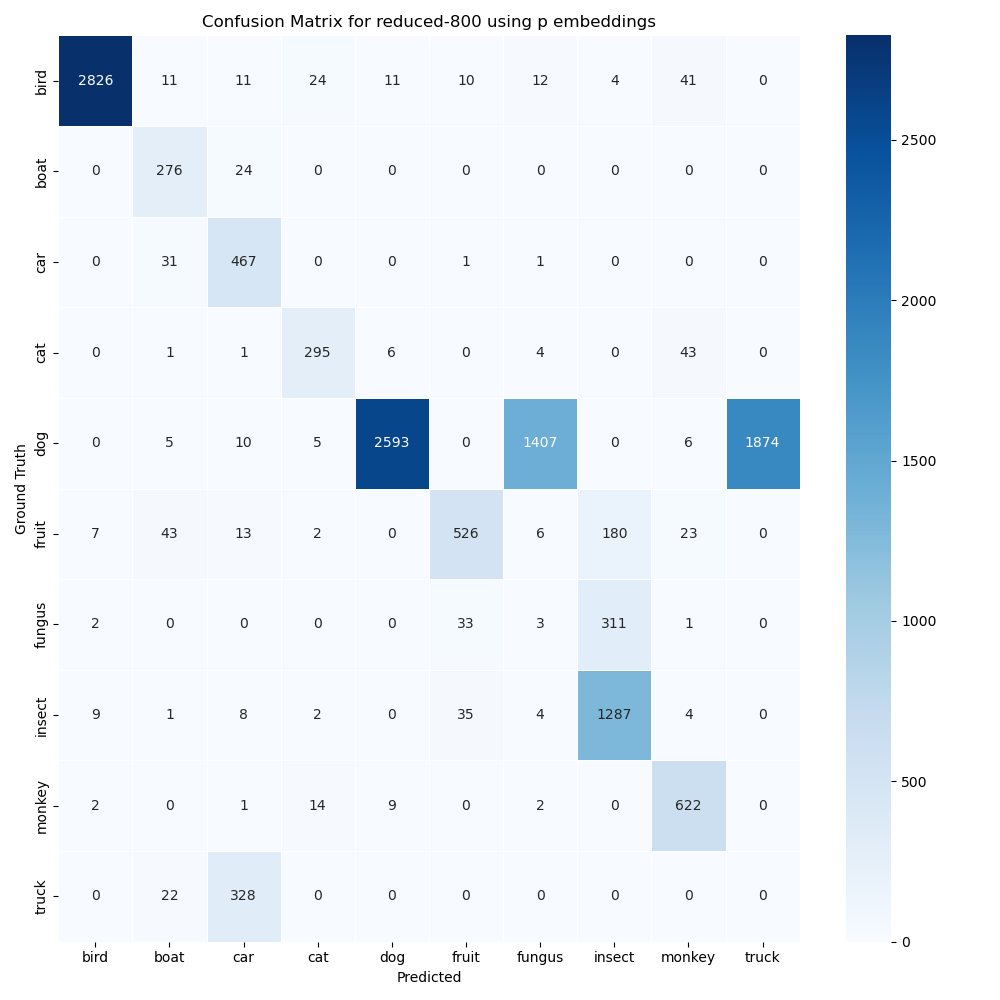 Confusion Matrix for reduced-800 using p embeddings
bird 2826 11 11 24 11 10 12 4 41 0
boat 0 276 24 0 0 0 0 0 0 0
car 0 31 467 0 0 1 1 0 0 0
cat 0 1 1 295 6 0 4 0 43 0
dog 0 5 10 5 2593 0 1407 0 6 1874
fruit 7 43 13 2 0 526 6 180 23 0
fungus 2 0 0 0 0 33 3 311 1 0
insect 9 1 8 2 0 35 4 1287 4 0
monkey 2 0 1 14 9 0 2 0 622 0
truck 0 22 328 0 0 0 0 0 0 0
bird boat car cat dog fruit fungus insect monkey truck
Predicted
Ground Truth
2500
2000
1500
1000
500
0